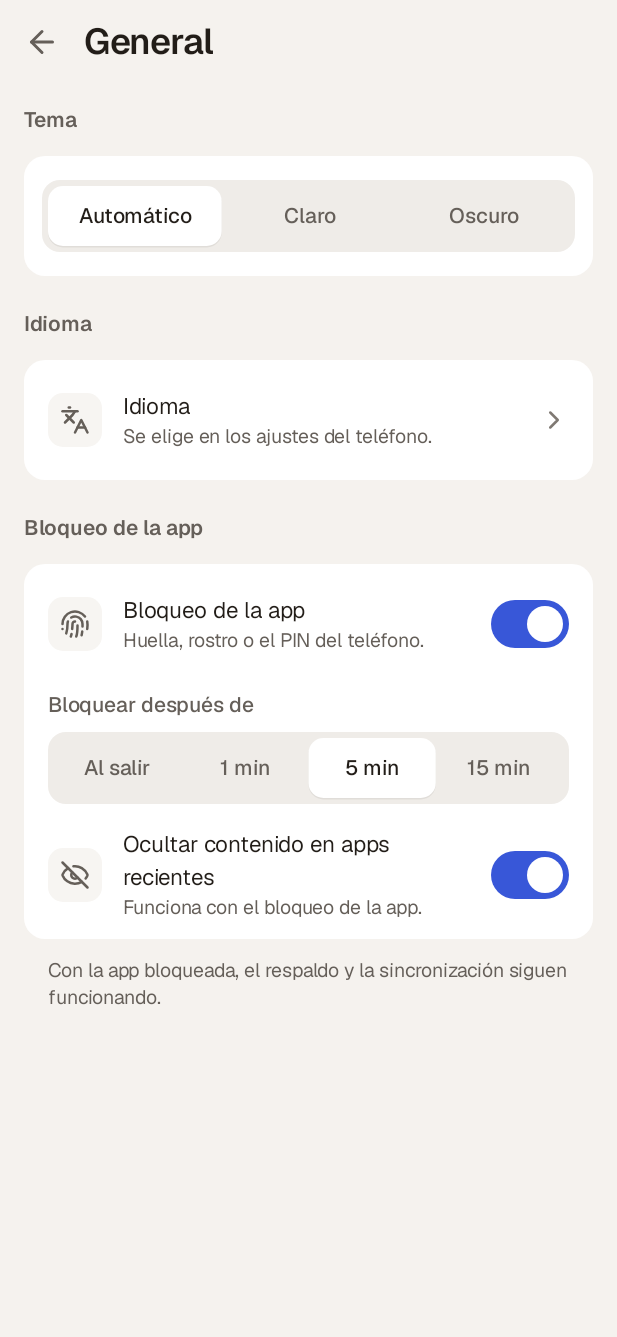 General
Tema
Automático
Claro
Oscuro
Idioma
Idioma
Se elige en los ajustes del teléfono.
Bloqueo de la app
Bloqueo de la app
Huella, rostro o el PIN del teléfono.
Bloquear después de
Al salir
1 min
5 min
15 min
Ocultar contenido en apps
recientes
Funciona con el bloqueo de la app.
Con la app bloqueada, el respaldo y la sincronización siguen
funcionando.